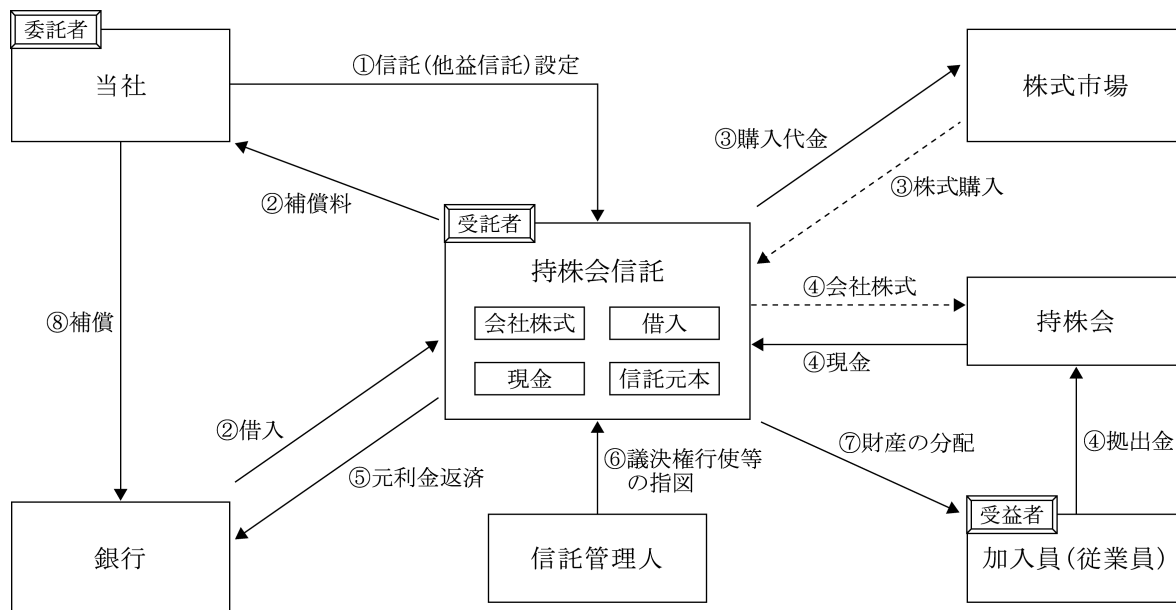 委託者
当社
①信託(他益信託)設定
株式市場
③購入代金
③株式購入
②補償料
受託者
持株会信託
会社株式
借入
現金
信託元本
④会社株式
持株会
④現金
⑧補償
②借入
⑤元利金返済
⑥議決権行使等
の指図
⑦財産の分配
④拠出金
銀行
信託管理人
受益者
加入員(従業員)